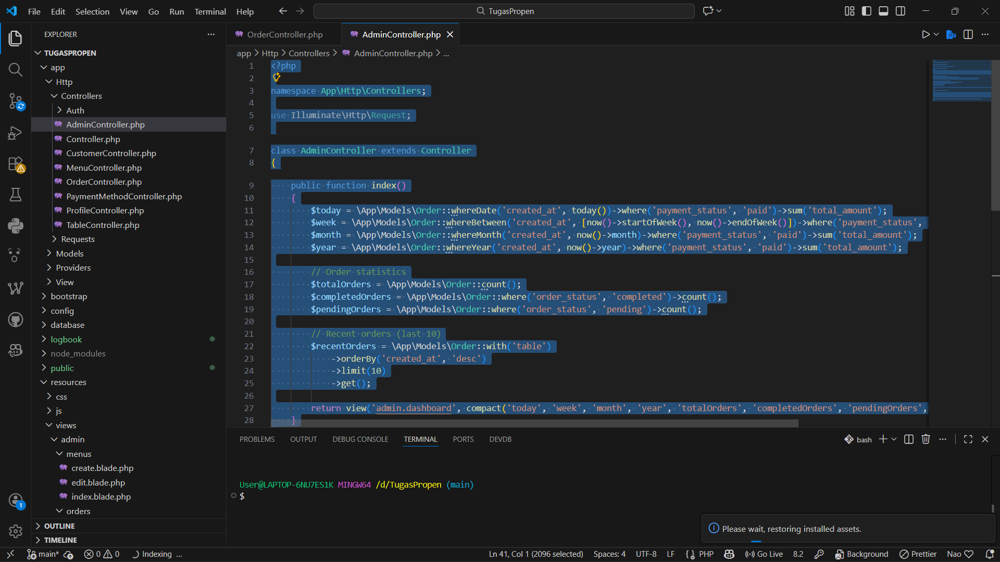 File Edit Selection View Go Run Terminal Help
TugasPropen
EXPLORER
TUGASPROPEN
app
Http
Controllers
Auth
AdminController.php
Controller.php
CustomerController.php
MenuController.php
OrderController.php
PaymentMethodController.php
ProfileController.php
TableController.php
Requests
Models
Providers
View
bootstrap
config
database
logbook
node_modules
public
resources
css
js
views
admin
menus
create.blade.php
edit.blade.php
index.blade.php
orders
OUTLINE
TIMELINE
1
OrderController.php
AdminController.php
app > Http > Controllers > AdminController.php > ...
1 <?php
2
3 namespace App\Http\Controllers;
4
5 use Illuminate\Http\Request;
6
7 class AdminController extends Controller
8 {
9 public function index()
10 {
11 $today = \App\Models\Order::whereDate('created_at', today())->where('payment_status', 'paid')->sum('total_amount');
12 $week = \App\Models\Order::whereBetween('created_at', [now()->startOfWeek(), now()->endOfWeek()])->where('payment_status',
13 $month = \App\Models\Order::whereMonth('created_at', now()->month)->where('payment_status', 'paid')->sum('total_amount');
14 $year = \App\Models\Order::whereYear('created_at', now()->year)->where('payment_status', 'paid')->sum('total_amount');
15
16 // Order statistics
17 $totalOrders = \App\Models\Order::count();
18 $completedOrders = \App\Models\Order::where('order_status', 'completed')->count();
19 $pendingOrders = \App\Models\Order::where('order_status', 'pending')->count();
20
21 // Recent orders (last 10)
22 $recentOrders = \App\Models\Order::with('table')
23 ->orderBy('created_at', 'desc')
24 ->limit(10)
25 ->get();
26
27 return view('admin.dashboard', compact('today', 'week', 'month', 'year', 'totalOrders', 'completedOrders', 'pendingOrders',
28 }
PROBLEMS OUTPUT DEBUG CONSOLE TERMINAL PORTS DEVDB
bash
User@LAPTOP-6NU7ES1K MINGW64 /d/TugasPropen (main)
$
Please wait, restoring installed assets.
main* 0 0 Indexing ... Ln 41, Col 1 (2096 selected) Spaces: 4 UTF-8 LF PHP Go Live 8.2 Background Prettier Nao